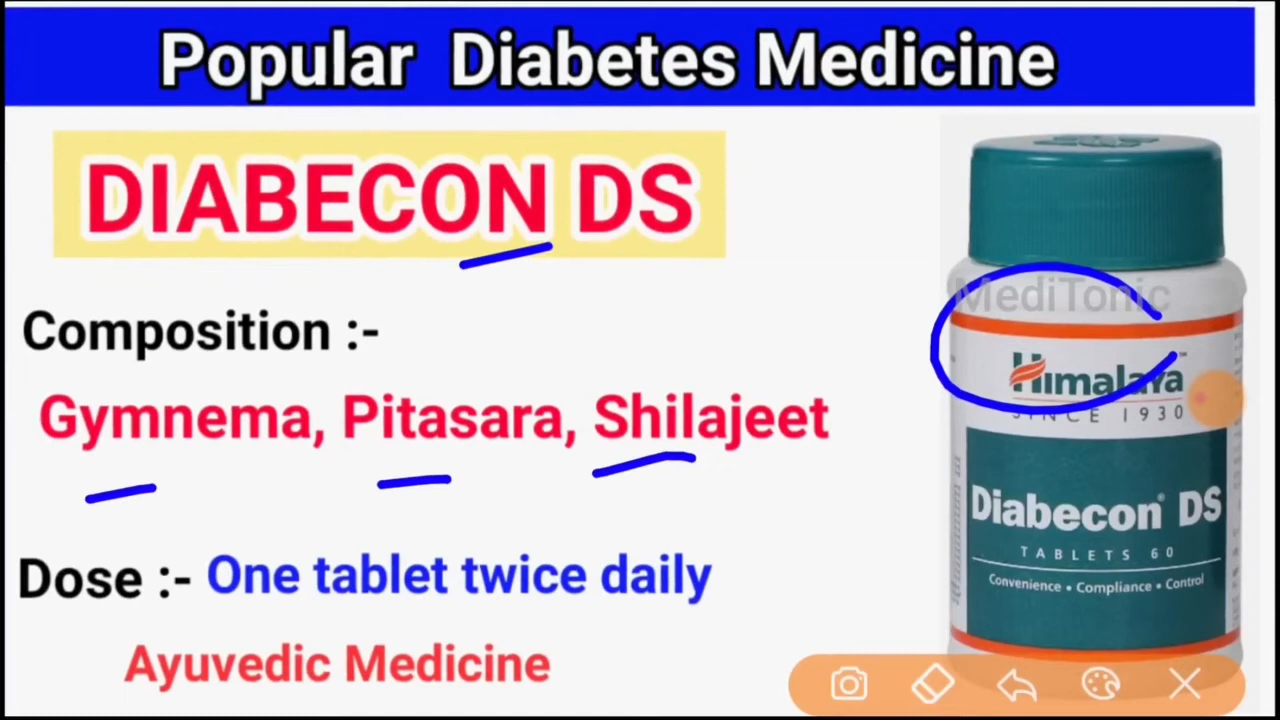 Popular Diabetes Medicine
DIABECON DS
Composition :-
Gymnema, Pitasara, Shilajeet
Dose :- One tablet twice daily
Ayuvedic Medicine
MediTonic
Himalaya
SINCE 1930
Diabecon® DS
TABLETS 60
Convenience • Compliance • Control